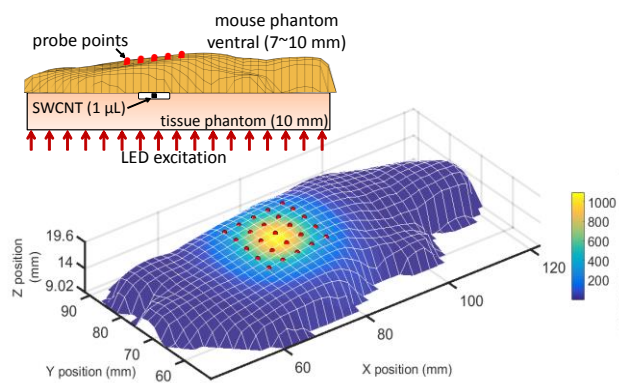 mouse phantom
probe points
ventral (7~10 mm)
SWCNT (1 µL)
tissue phantom (10 mm)
LED excitation
1000
800
600
400
200
19.6
14
9.02
Z position
(mm)
90
80
70
60
Y position (mm)
60
80
100
120
X position (mm)